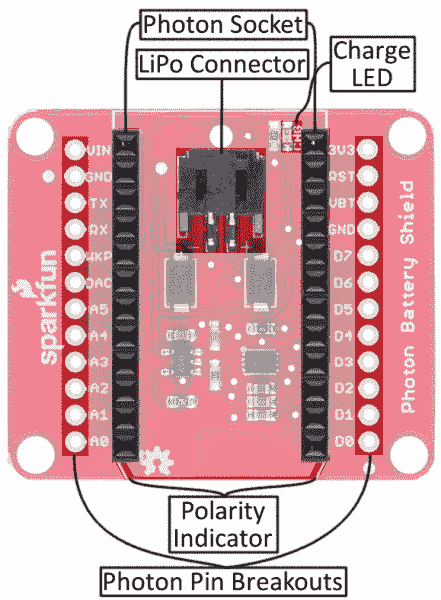 Photon Socket
LiPo Connector
Charge
LED
CHG
VIN
GND
TX
RX
WKP
DAC
A5
A4
A3
A2
A1
A0
3V3
RST
VBT
GND
D7
D6
D5
D4
D3
D2
D1
D0
sparkfun
Photon Battery Shield
Polarity
Indicator
Photon Pin Breakouts